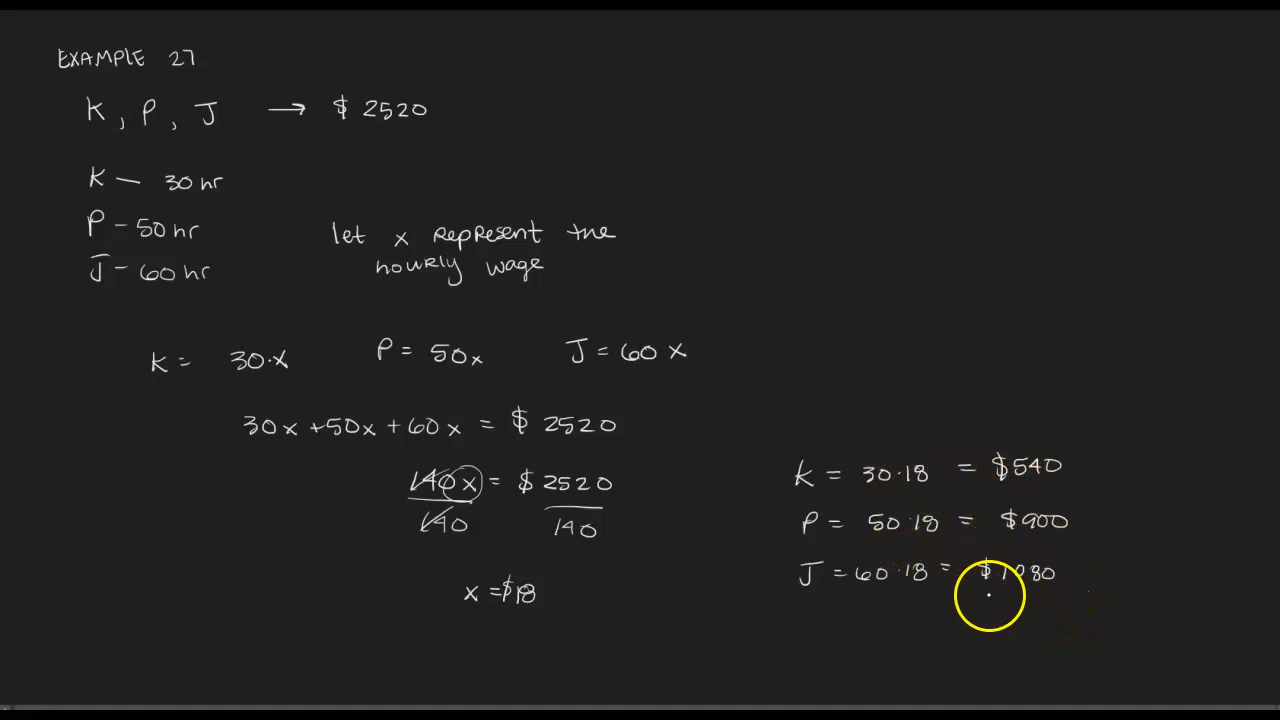 EXAMPLE 27
K, P, J → $ 2520
K — 30 hr
P - 50 hr
J - 60 hr
let x represent the
hourly wage
K = 30·x P = 50x J = 60x
30x + 50x + 60x = $ 2520
140x = $ 2520
140 140
x = $18
K = 30·18 = $540
P = 50·18 = $900
J = 60·18 = $1080